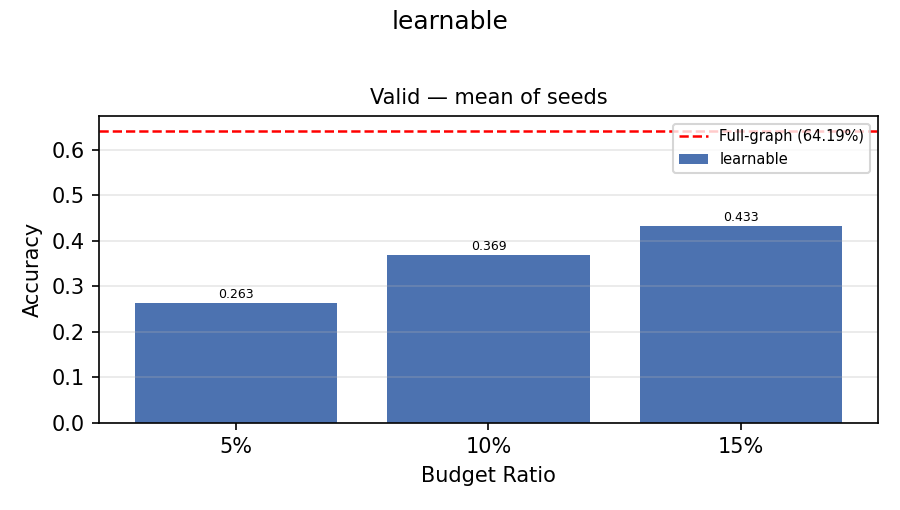 learnable
Valid — mean of seeds
Full-graph (64.19%)
learnable
Accuracy
0.6
0.5
0.4
0.3
0.2
0.1
0.0
0.263
0.369
0.433
5%
10%
15%
Budget Ratio